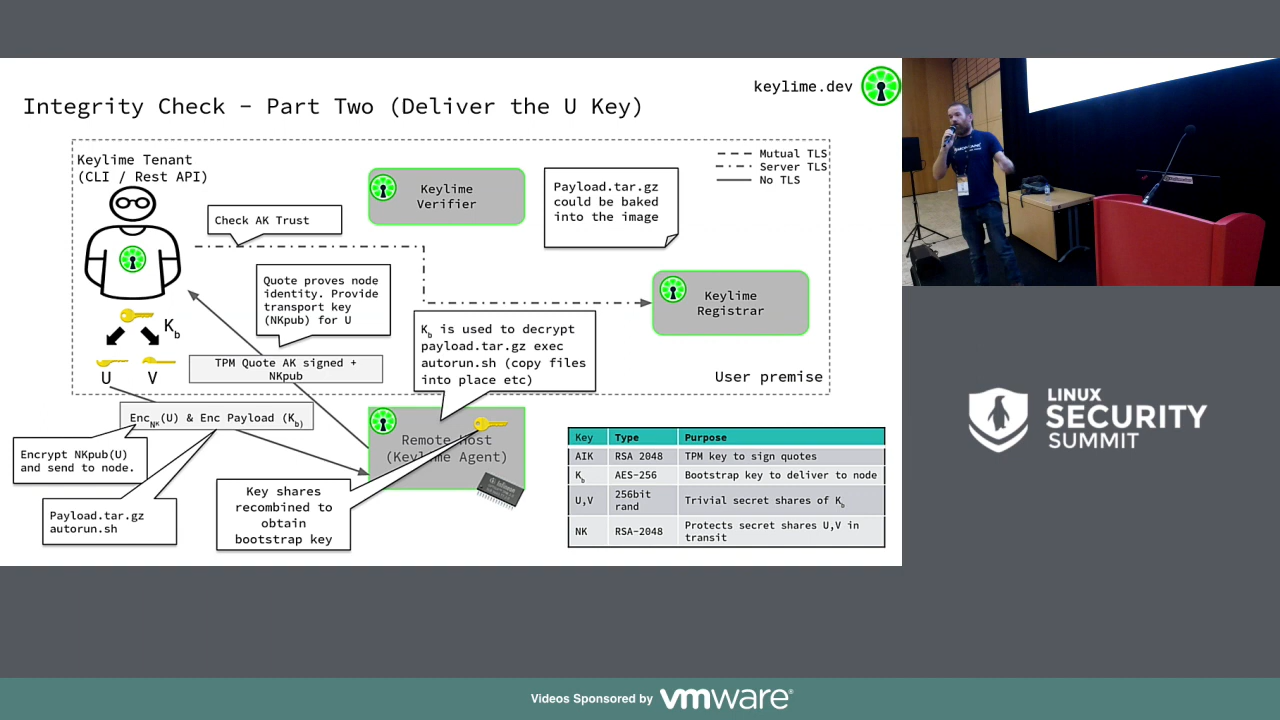 keylime.dev
Integrity Check - Part Two (Deliver the U Key)
Keylime Tenant
(CLI / Rest API)
Mutual TLS
Server TLS
No TLS
Keylime
Verifier
Payload.tar.gz
could be baked
into the image
Check AK Trust
Quote proves node
identity. Provide
transport key
(NKpub) for U
Keylime
Registrar
Kb
U
V
Kb is used to decrypt
payload.tar.gz exec
autorun.sh (copy files
into place etc)
TPM Quote AK signed +
NKpub
User premise
EncNK(U) & Enc Payload (Kb)
Remote Host
(Keylime Agent)
Encrypt NKpub(U)
and send to node.
Payload.tar.gz
autorun.sh
Key shares
recombined to
obtain
bootstrap key
Key Type Purpose
AIK RSA 2048 TPM key to sign quotes
Kb AES-256 Bootstrap key to deliver to node
U,V 256bit rand Trivial secret shares of Kb
NK RSA-2048 Protects secret shares U,V in transit
LINUX
SECURITY
SUMMIT
Videos Sponsored by vmware®